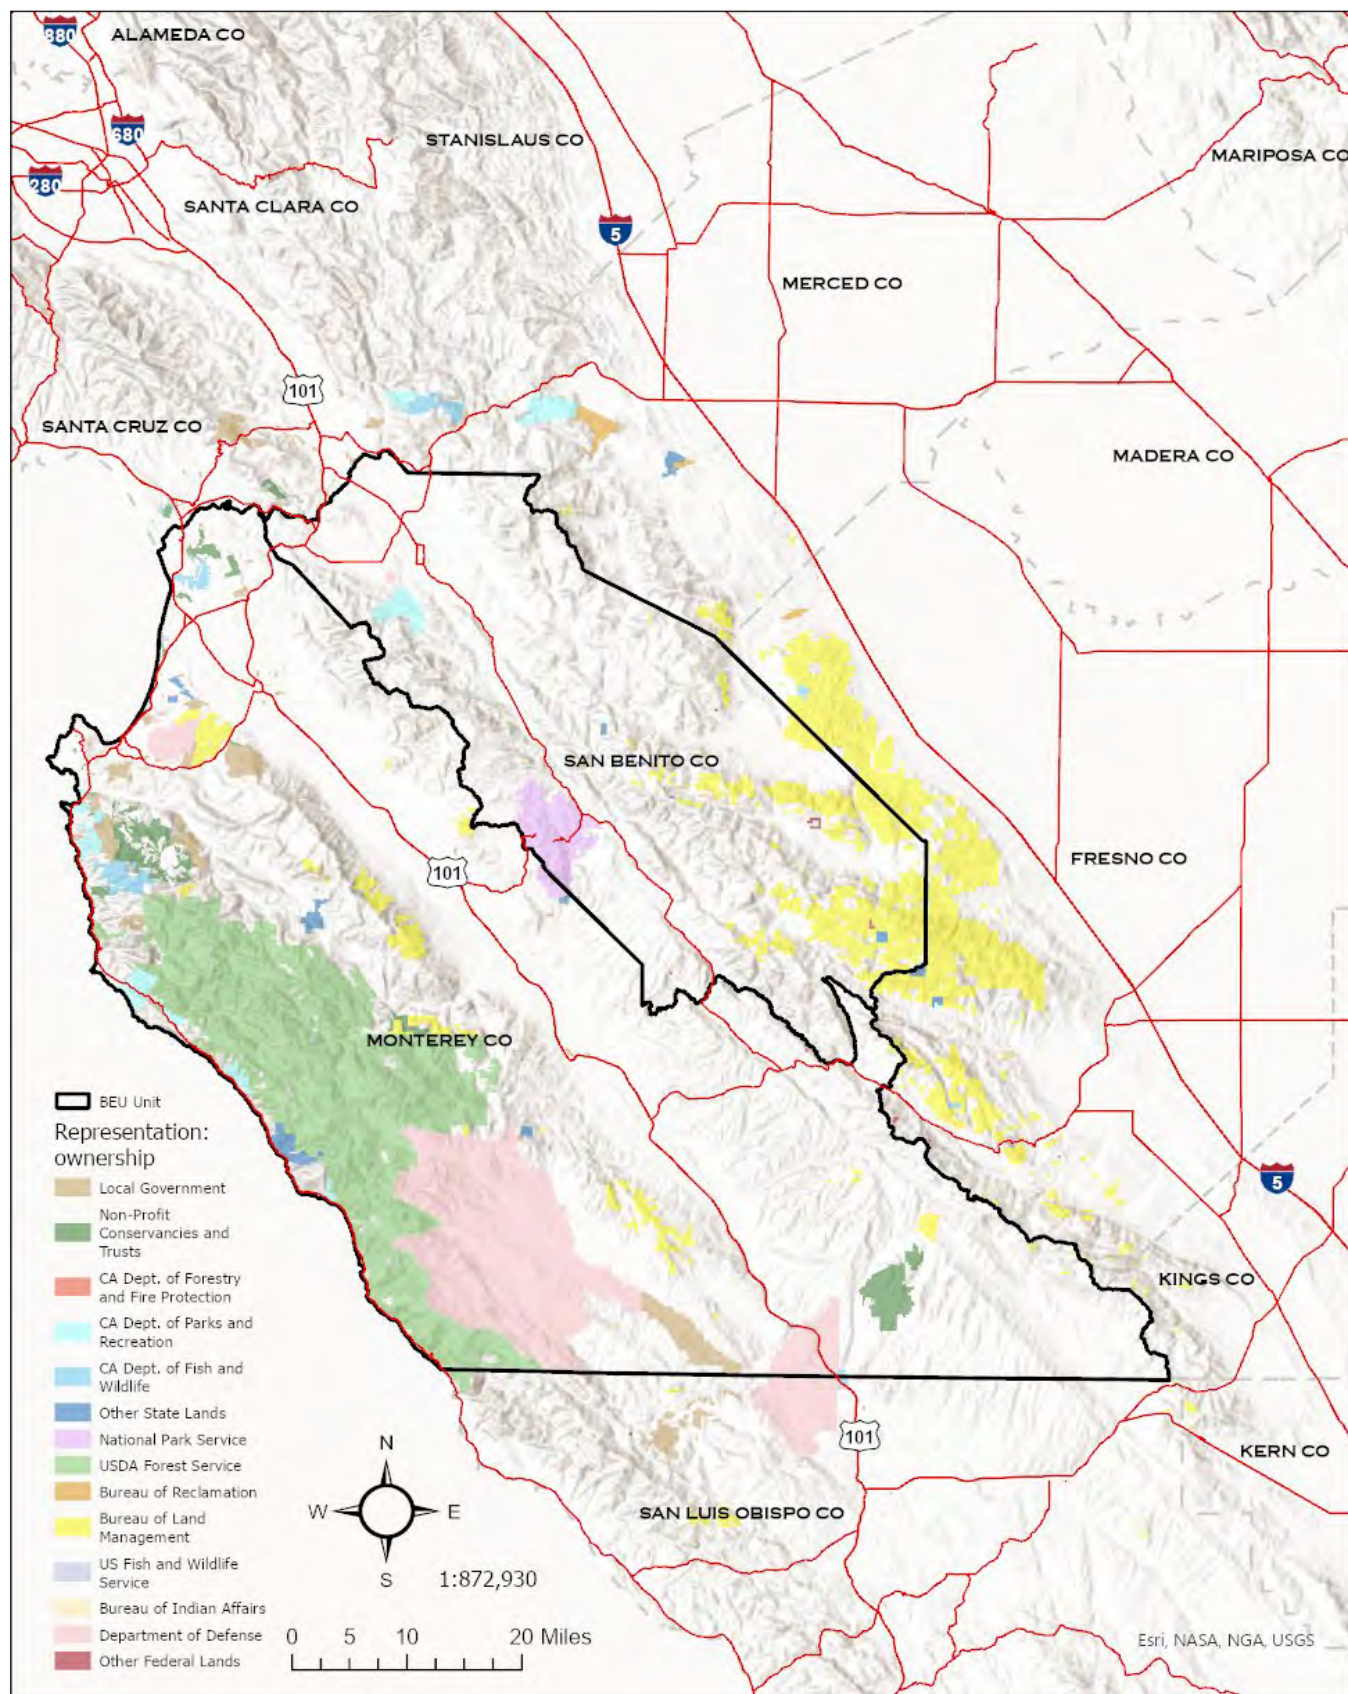 880
ALAMEDA CO
680
STANISLAUS CO
MARIPOSA CO
280
SANTA CLARA CO
5
MERCED CO
101
SANTA CRUZ CO
MADERA CO
SAN BENITO CO
101
FRESNO CO
MONTEREY CO
BEU Unit
Representation:
ownership
Local Government
Non-Profit
Conservancies and
Trusts
CA Dept. of Forestry
and Fire Protection
CA Dept. of Parks and
Recreation
CA Dept. of Fish and
Wildlife
Other State Lands
National Park Service
USDA Forest Service
Bureau of Reclamation
Bureau of Land
Management
US Fish and Wildlife
Service
Bureau of Indian Affairs
Department of Defense
Other Federal Lands
5
KINGS CO
101
KERN CO
SAN LUIS OBISPO CO
N
W E
S
1:872,930
0 5 10 20 Miles
Esri, NASA, NGA, USGS